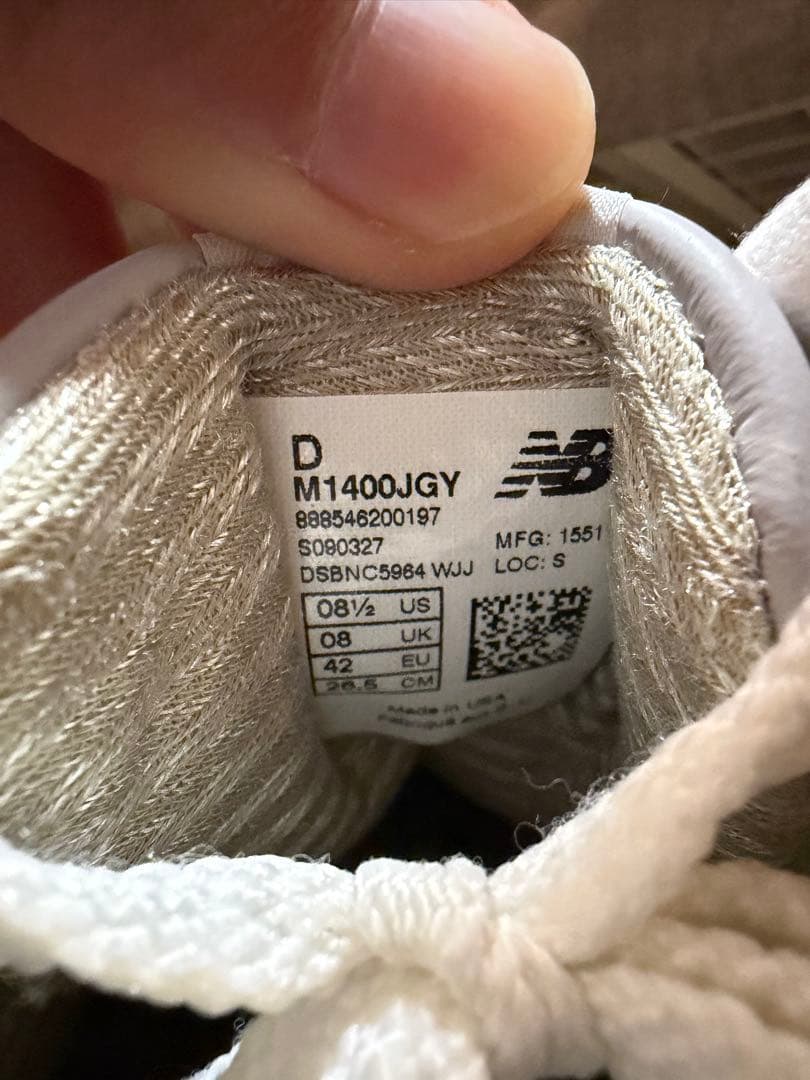 D
M1400JGY
NB
888546200197
S090327
MFG: 1551
DSBNC5964 WJJ
LOC: S
08½ US
08 UK
42 EU
26.5 CM
Made in USA